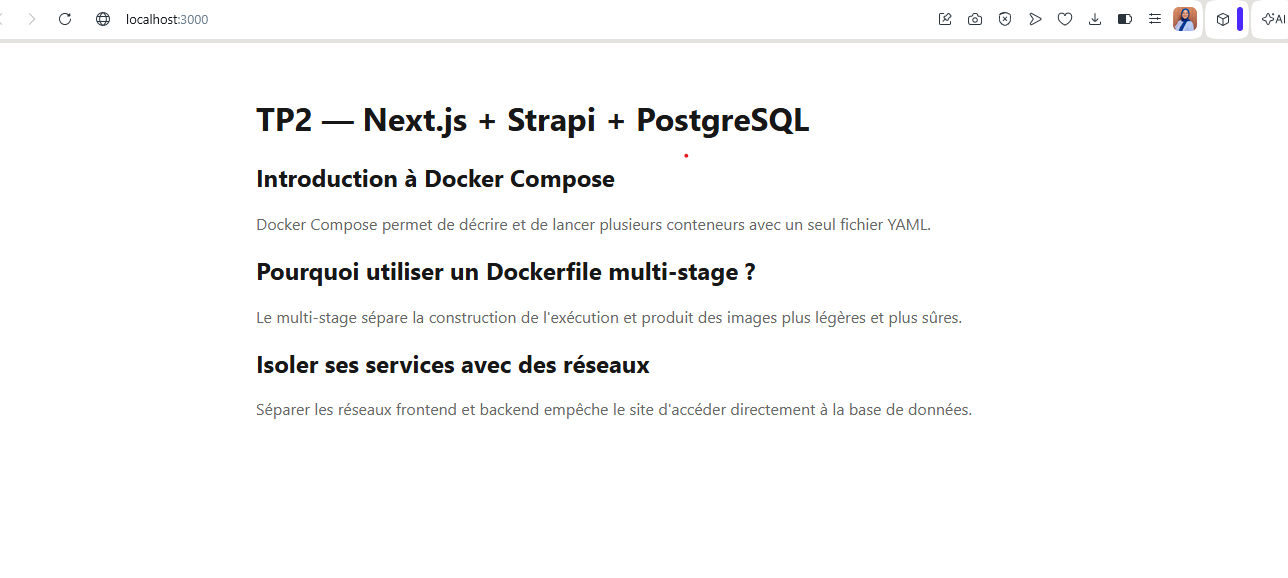 localhost:3000
AI
TP2 — Next.js + Strapi + PostgreSQL
Introduction à Docker Compose
Docker Compose permet de décrire et de lancer plusieurs conteneurs avec un seul fichier YAML.
Pourquoi utiliser un Dockerfile multi-stage ?
Le multi-stage sépare la construction de l'exécution et produit des images plus légères et plus sûres.
Isoler ses services avec des réseaux
Séparer les réseaux frontend et backend empêche le site d'accéder directement à la base de données.